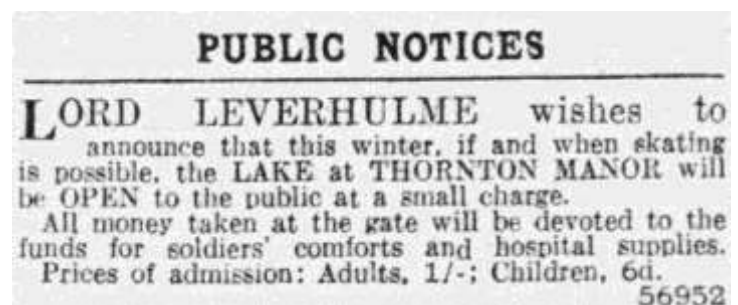 PUBLIC NOTICES
LORD LEVERHULME wishes to
announce that this winter, if and when skating
is possible, the LAKE at THORNTON MANOR will
be OPEN to the public at a small charge.
All money taken at the gate will be devoted to the
funds for soldiers' comforts and hospital supplies.
Prices of admission: Adults, 1/-; Children, 6d.
56952